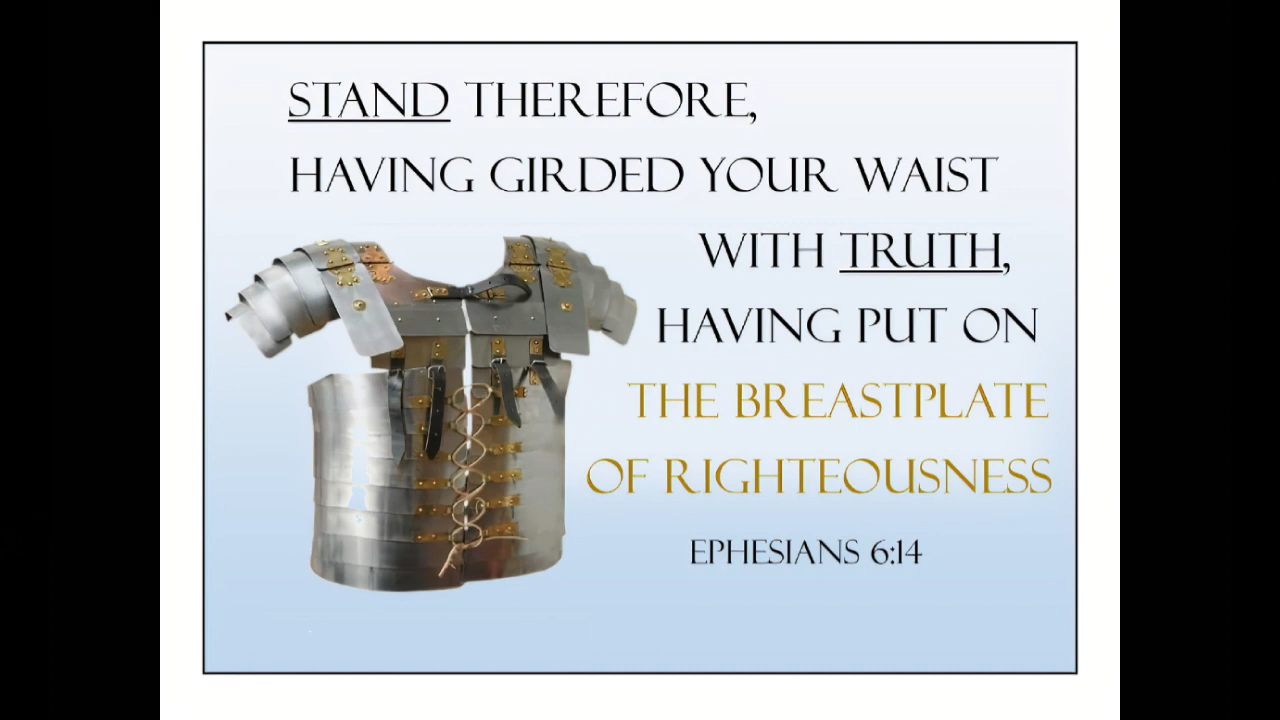 STAND THEREFORE,
HAVING GIRDED YOUR WAIST
WITH TRUTH,
HAVING PUT ON
THE BREASTPLATE
OF RIGHTEOUSNESS
EPHESIANS 6:14